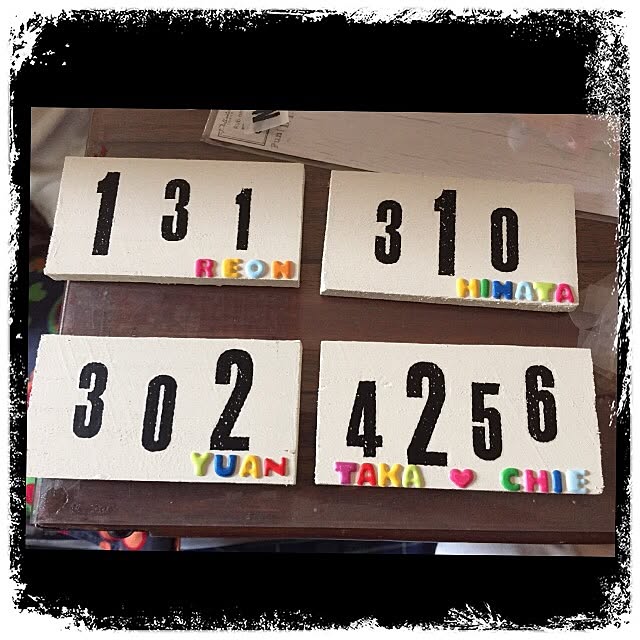 131
REON
310
HINATA
302
YUAN
4256
TAKA ♥ CHIE